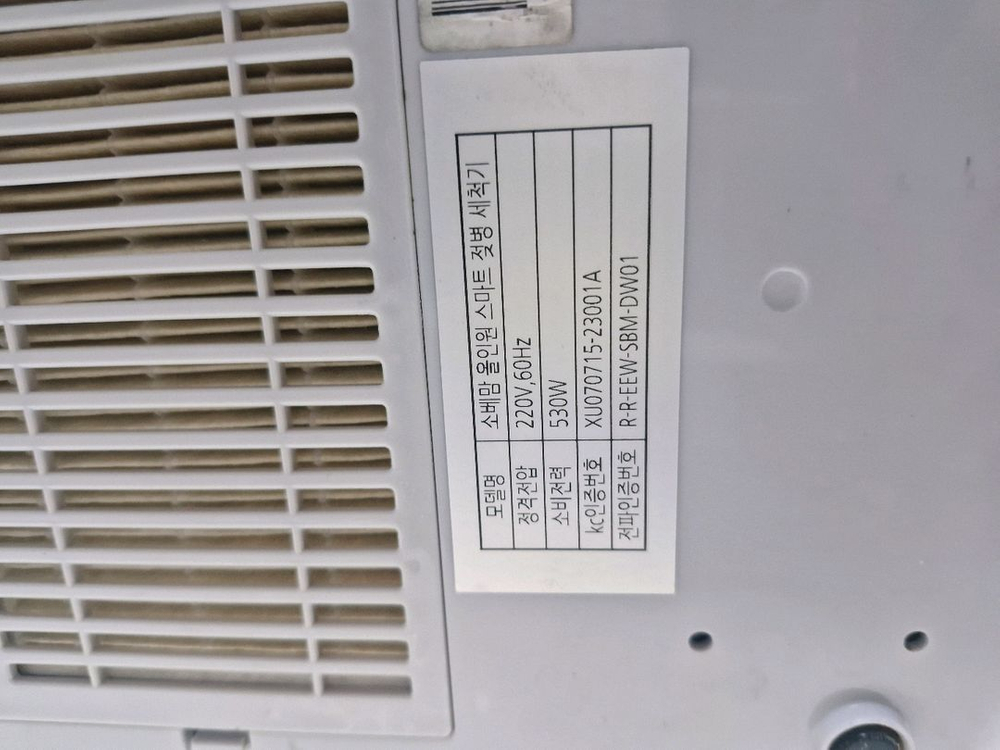 모델명 소베맘 올인원 스마트 젖병 세척기
정격전압 220V,60Hz
소비전력 530W
kc인증번호 XU070715-23001A
전파인증번호 R-R-EEW-SBM-DW01